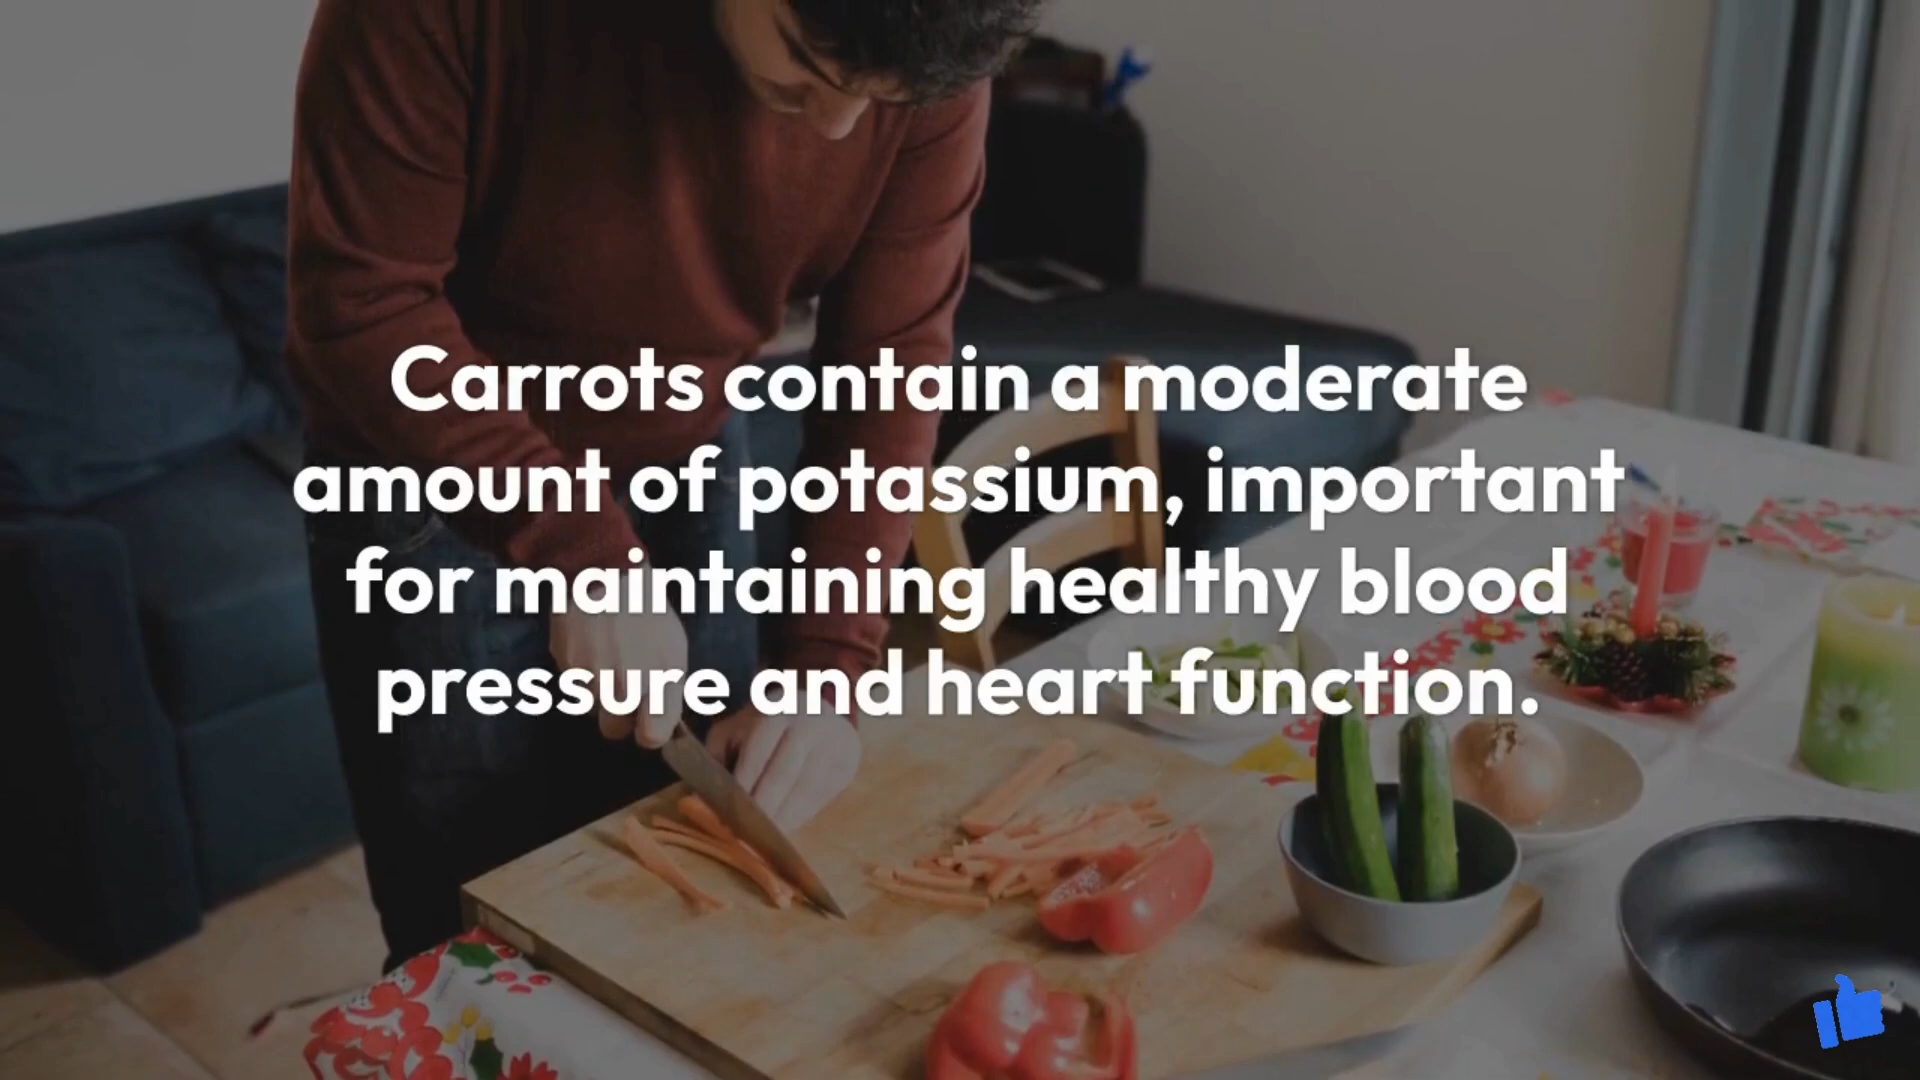 Carrots contain a moderate
amount of potassium, important
for maintaining healthy blood
pressure and heart function.